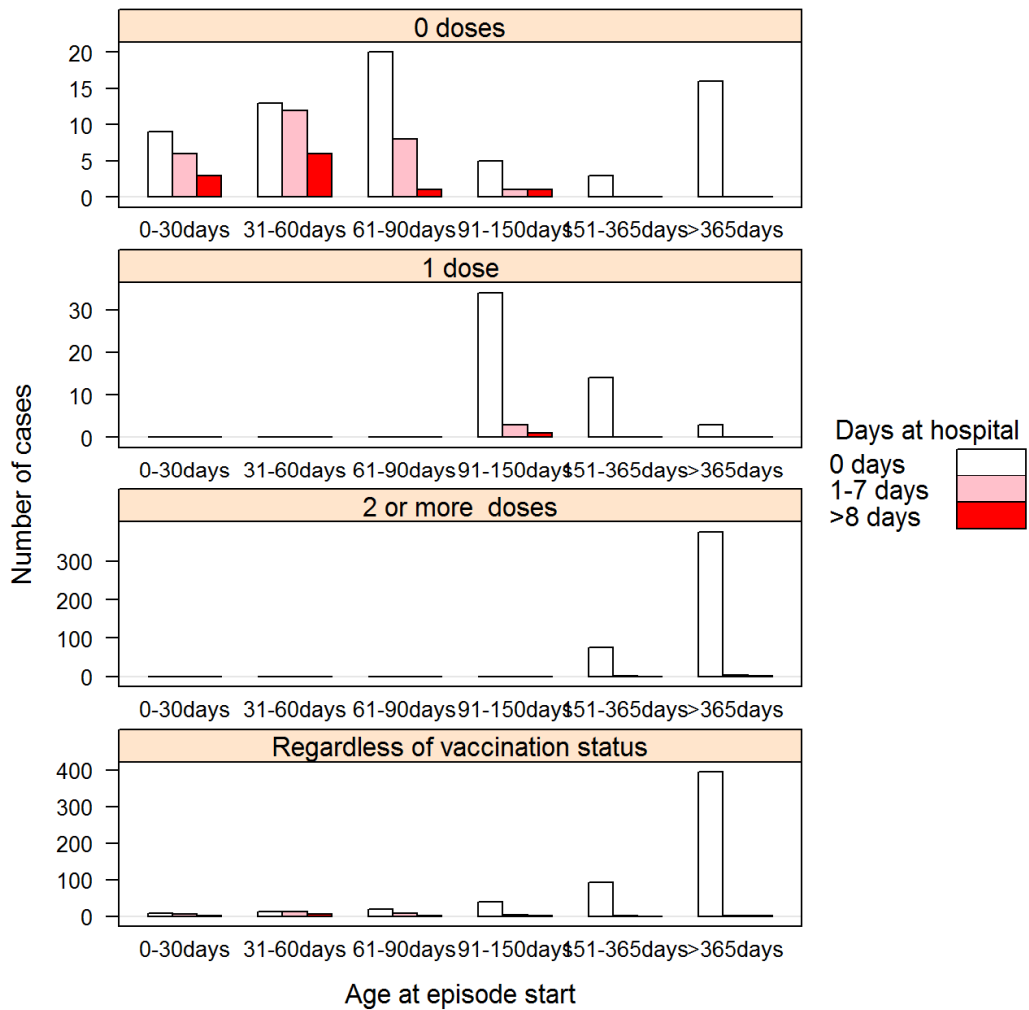 0 doses
20
15
10
5
0
0-30days 31-60days 61-90days 91-150days 151-365days >365days
1 dose
30
20
10
0
0-30days 31-60days 61-90days 91-150days 151-365days >365days
2 or more  doses
300
200
100
0
0-30days 31-60days 61-90days 91-150days 151-365days >365days
Regardless of vaccination status
400
300
200
100
0
0-30days 31-60days 61-90days 91-150days 151-365days >365days
Number of cases
Age at episode start
Days at hospital
0 days
1-7 days
>8 days